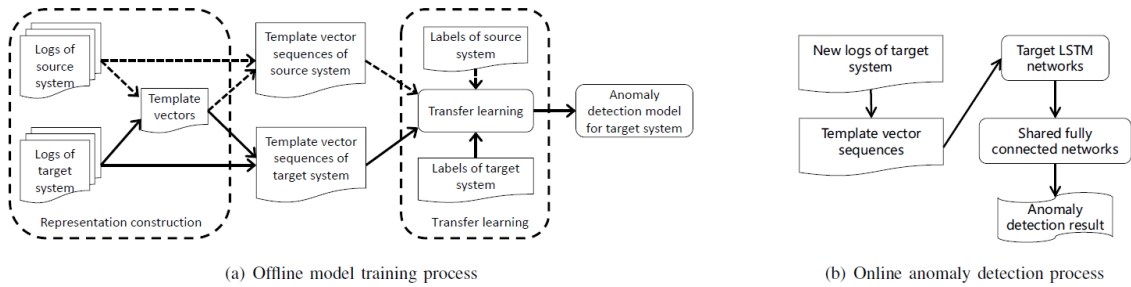 Logs of
source
system
Template
vectors
Logs of
target
system
Representation construction
Template vector
sequences of
source system
Template vector
sequences of
target system
Labels of source
system
Transfer learning
Labels of target
system
Transfer learning
Anomaly
detection model
for target system
(a) Offline model training process
New logs of target
system
Template vector
sequences
Target LSTM
networks
Shared fully
connected networks
Anomaly
detection result
(b) Online anomaly detection process